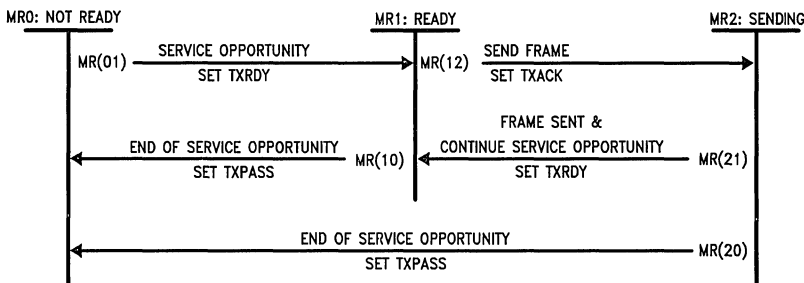 MR0: NOT READY
MR1: READY
MR2: SENDING
MR(01)
SERVICE OPPORTUNITY
SET TXRDY
MR(12)
SEND FRAME
SET TXACK
FRAME SENT &
END OF SERVICE OPPORTUNITY
SET TXPASS
MR(10)
CONTINUE SERVICE OPPORTUNITY
SET TXRDY
MR(21)
END OF SERVICE OPPORTUNITY
SET TXPASS
MR(20)